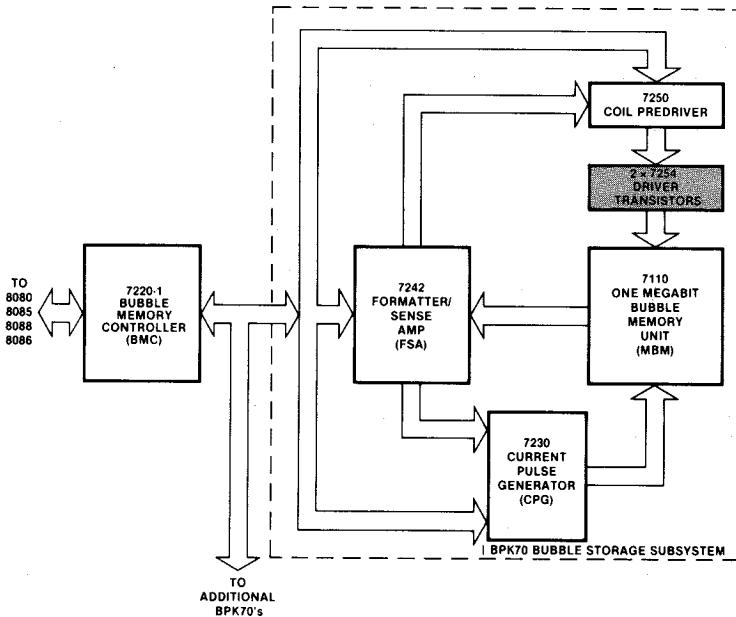 7250
COIL PREDRIVER
2 × 7254
DRIVER
TRANSISTORS
TO
8080
8085
8088
8086
7220-1
BUBBLE
MEMORY
CONTROLLER
(BMC)
7242
FORMATTER/
SENSE
AMP
(FSA)
7110
ONE MEGABIT
BUBBLE
MEMORY
UNIT
(MBM)
7230
CURRENT
PULSE
GENERATOR
(CPG)
BPK70 BUBBLE STORAGE SUBSYSTEM
TO
ADDITIONAL
BPK70's